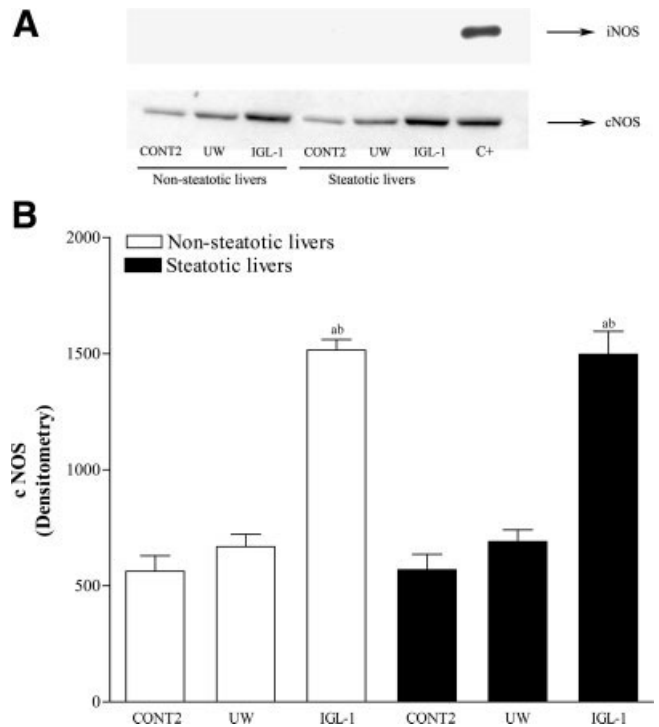 A
iNOS
cNOS
CONT2 UW IGL-1 CONT2 UW IGL-1 C+
Non-steatotic livers Steatotic livers
B
2000
Non-steatotic livers
Steatotic livers
ab ab
1500
c NOS
(Densitometry)
1000
500
0
CONT2 UW IGL-1 CONT2 UW IGL-1